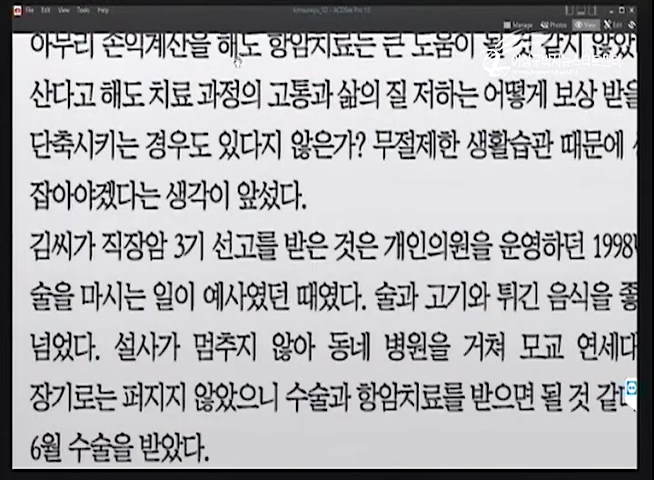 File Edit View Tools Help
Manage Photos View Edit
아무리 손익계산을 해도 항암치료는 큰 도움이 될 것 같지 않았
산다고 해도 치료 과정의 고통과 삶의 질 저하는 어떻게 보상 받을
단축시키는 경우도 있다지 않은가? 무절제한 생활습관 때문에
잡아야겠다는 생각이 앞섰다.
김씨가 직장암 3기 선고를 받은 것은 개인의원을 운영하던 1998
술을 마시는 일이 예사였던 때였다. 술과 고기와 튀긴 음식을 좋
넘었다. 설사가 멈추지 않아 동네 병원을 거쳐 모교 연세대
장기로는 퍼지지 않았으니 수술과 항암치료를 받으면 될 것 같다
6월 수술을 받았다.